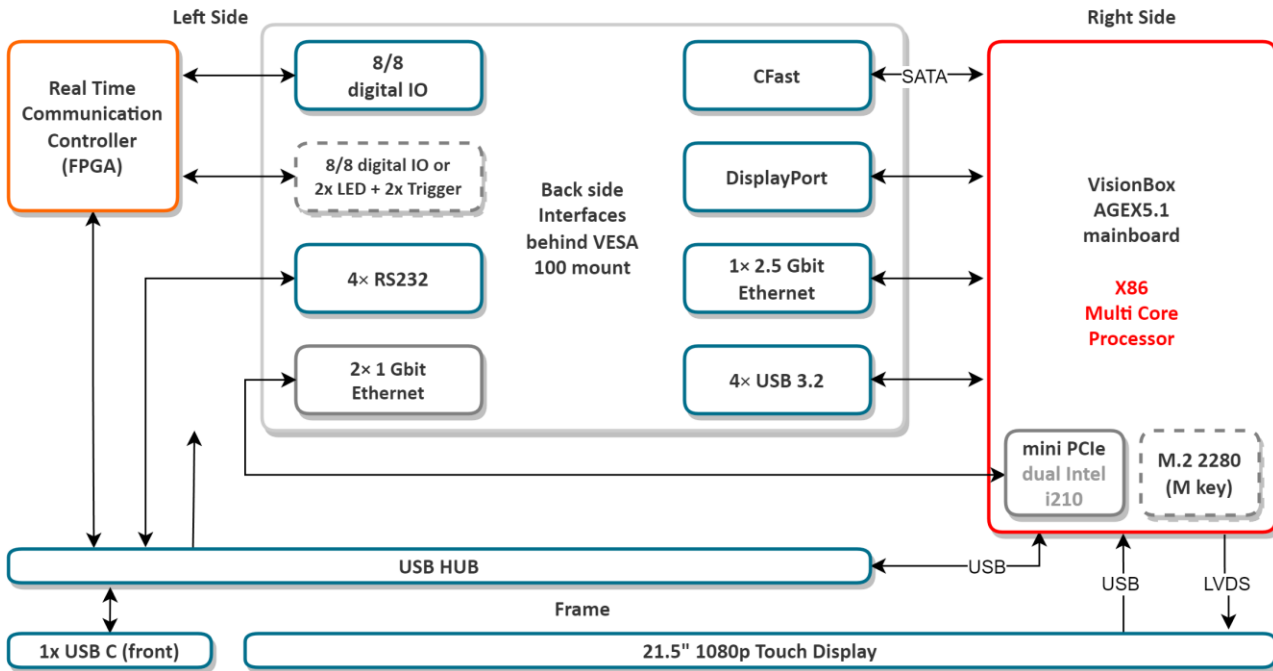 Left Side
Right Side
Real Time
Communication
Controller
(FPGA)
8/8
digital IO
8/8 digital IO or
2x LED + 2x Trigger
4× RS232
2× 1 Gbit
Ethernet
Back side
Interfaces
behind VESA
100 mount
CFast
DisplayPort
1× 2.5 Gbit
Ethernet
4× USB 3.2
SATA
VisionBox
AGEX5.1
mainboard
X86
Multi Core
Processor
mini PCIe
dual Intel
i210
M.2 2280
(M key)
USB HUB
USB
USB
LVDS
Frame
1x USB C (front)
21.5" 1080p Touch Display